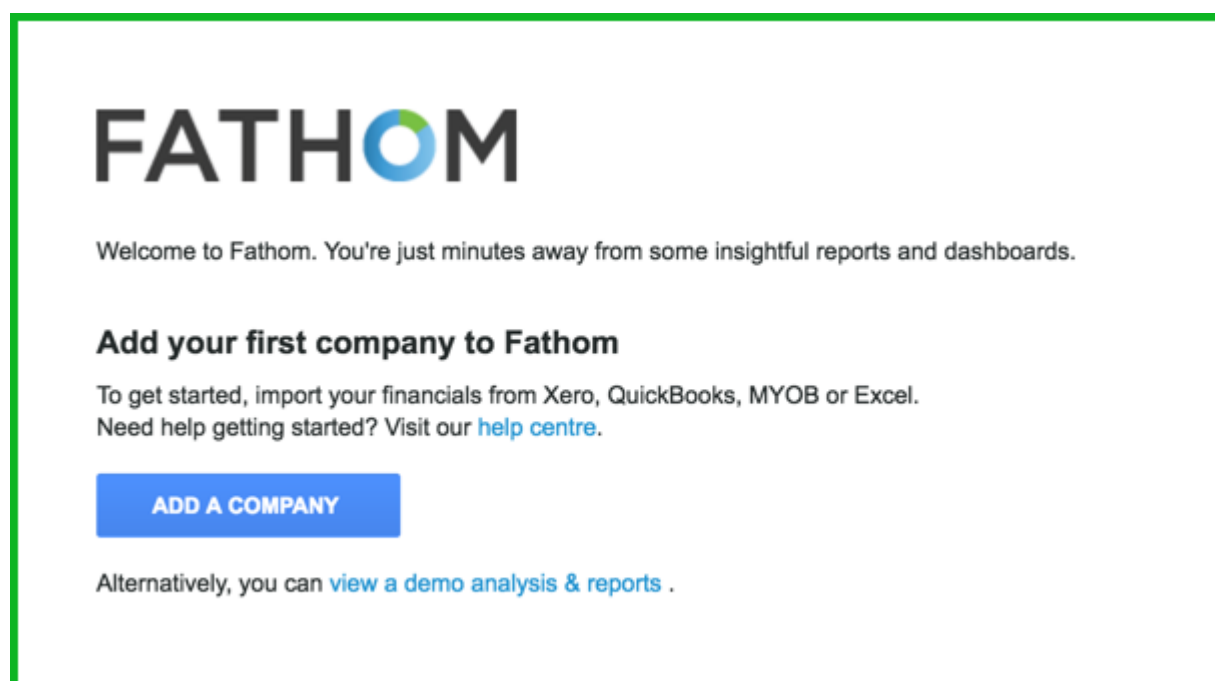 FATHOM
Welcome to Fathom. You're just minutes away from some insightful reports and dashboards.
Add your first company to Fathom
To get started, import your financials from Xero, QuickBooks, MYOB or Excel.
Need help getting started? Visit our help centre.
ADD A COMPANY
Alternatively, you can view a demo analysis & reports .